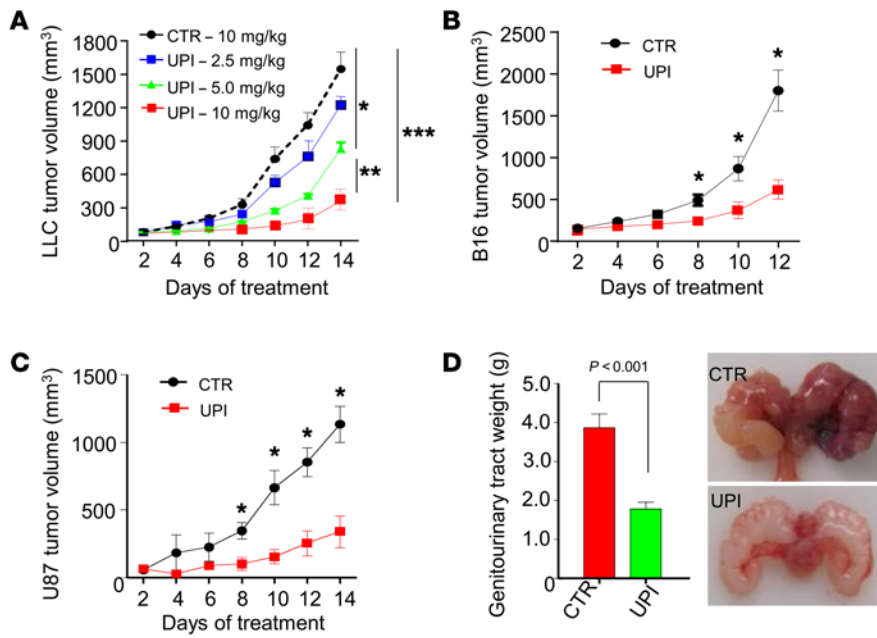 A
LLC tumor volume (mm³)
1800
1500
1200
900
600
300
0
CTR – 10 mg/kg
UPI – 2.5 mg/kg
UPI – 5.0 mg/kg
UPI – 10 mg/kg
*
**
***
2 4 6 8 10 12 14
Days of treatment
B
B16 tumor volume (mm³)
2500
2000
1500
1000
500
0
CTR
UPI
*
*
*
2 4 6 8 10 12
Days of treatment
C
U87 tumor volume (mm³)
1500
1000
500
0
CTR
UPI
*
*
*
*
2 4 6 8 10 12 14
Days of treatment
D
Genitourinary tract weight (g)
P < 0.001
5.0
4.0
3.0
2.0
1.0
0
CTR
UPI
CTR
UPI